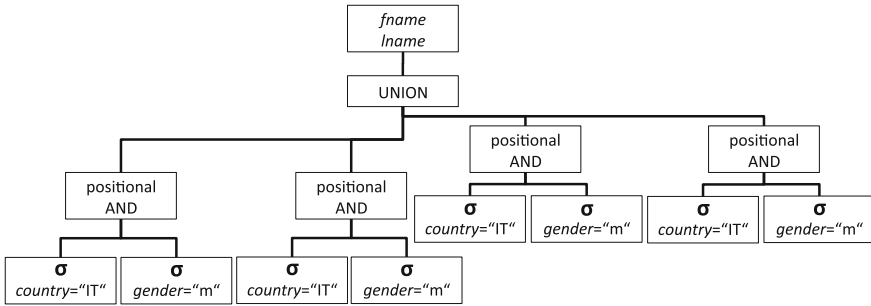 fname
lname
UNION
positional
AND
positional
AND
positional
AND
positional
AND
σ
country=“IT“
σ
gender=“m“
σ
country=“IT“
σ
gender=“m“
σ
country=“IT“
σ
gender=“m“
σ
country=“IT“
σ
gender=“m“